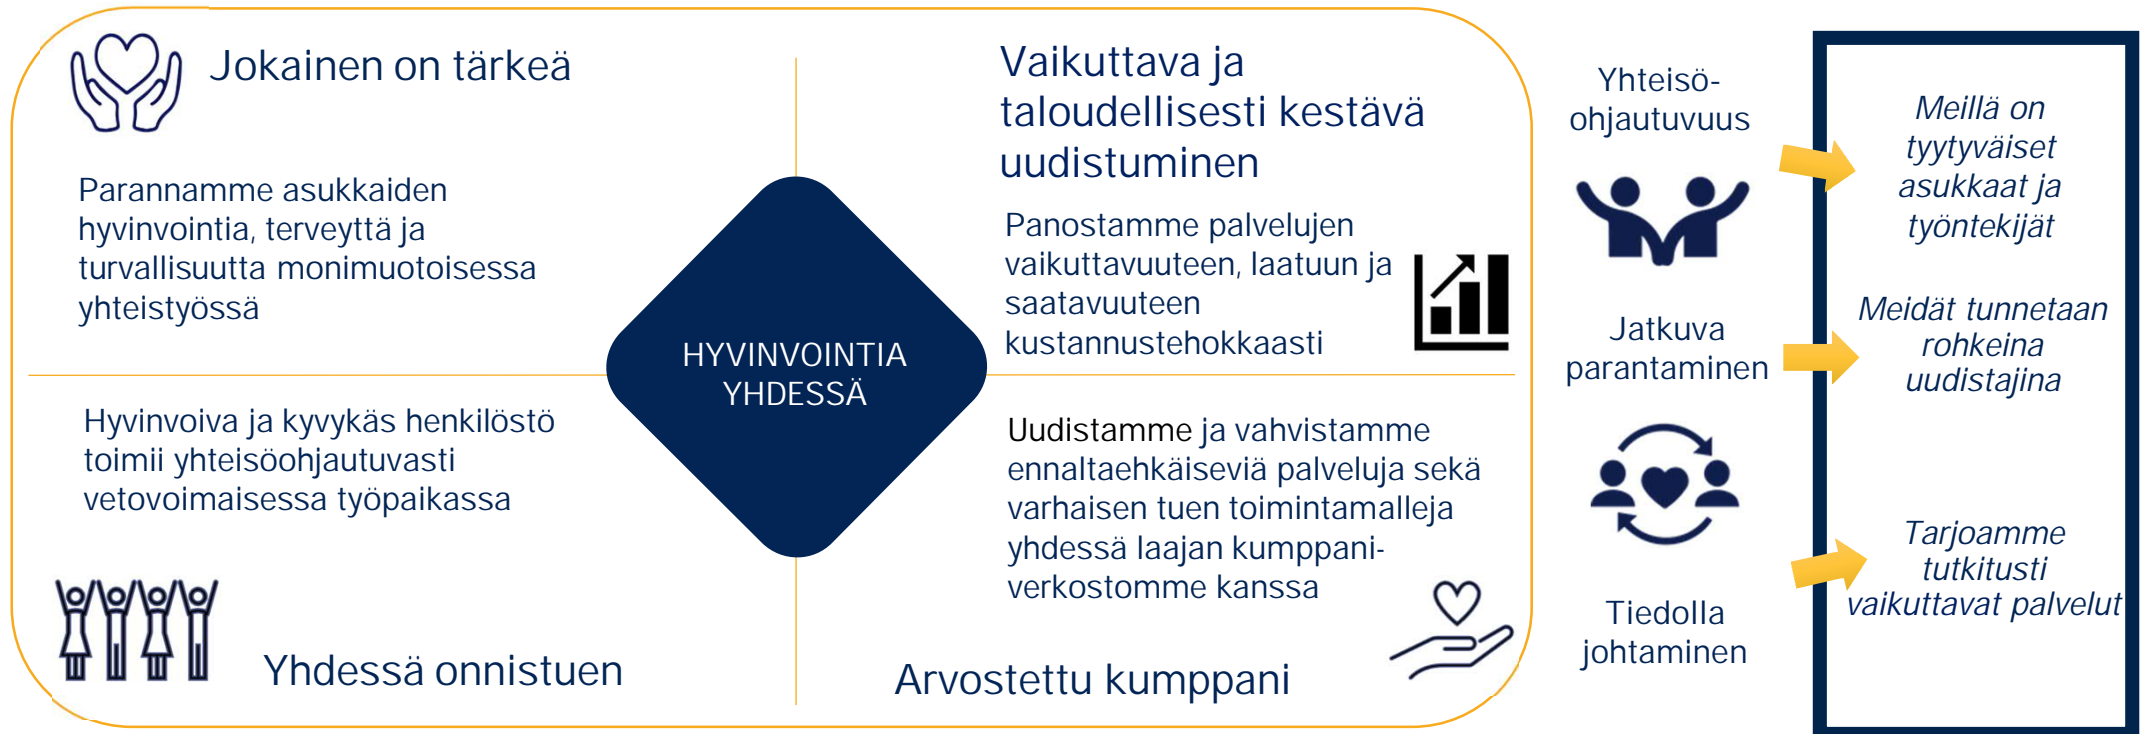 Jokainen on tärkeä
Parannamme asukkaiden
hyvinvointia, terveyttä ja
turvallisuutta monimuotoisessa
yhteistyössä
Vaikuttava ja
taloudellisesti kestävä
uudistuminen
Panostamme palvelujen
vaikuttavuuteen, laatuun ja
saatavuuteen
kustannustehokkaasti
HYVINVOINTIA
YHDESSÄ
Hyvinvoiva ja kyvykäs henkilöstö
toimii yhteisöohjautuvasti
vetovoimaisessa työpaikassa
Yhdessä onnistuen
Uudistamme ja vahvistamme
ennaltaehkäiseviä palveluja sekä
varhaisen tuen toimintamalleja
yhdessä laajan kumppani-
verkostomme kanssa
Arvostettu kumppani
Yhteisö-
ohjautuvuus
Jatkuva
parantaminen
Tiedolla
johtaminen
Meillä on
tyytyväiset
asukkaat ja
työntekijät
Meidät tunnetaan
rohkeina
uudistajina
Tarjoamme
tutkitusti
vaikuttavat palvelut